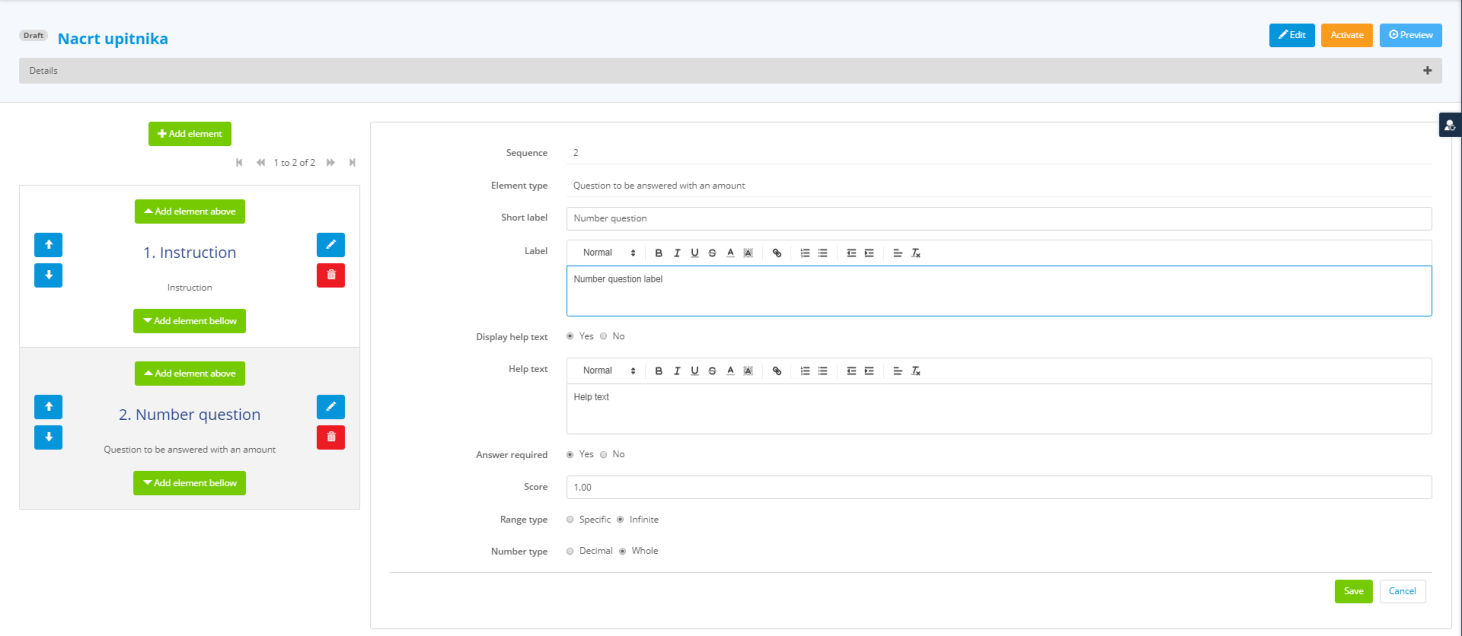 Draft Nacrt upitnika
Edit Activate Preview
Details
Add element
1 to 2 of 2
Add element above
1. Instruction
Instruction
Add element bellow
Add element above
2. Number question
Question to be answered with an amount
Add element bellow
Sequence 2
Element type Question to be answered with an amount
Short label Number question
Label Normal B I U S A A
Number question label
Display help text Yes No
Help text Normal B I U S A A
Help text
Answer required Yes No
Score 1.00
Range type Specific Infinite
Number type Decimal Whole
Save Cancel